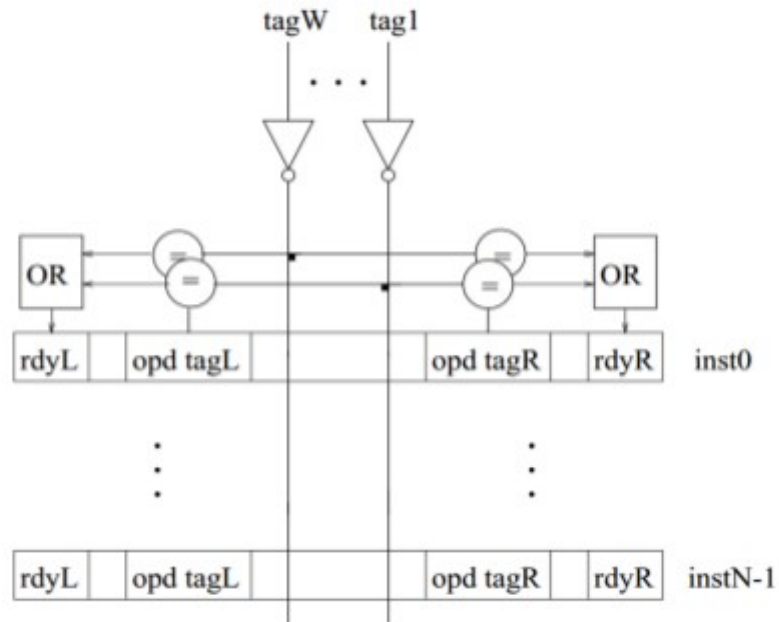 tagW tag1
= =
OR OR
= =
rdyL opd tagL opd tagR rdyR inst0
rdyL opd tagL opd tagR rdyR instN-1